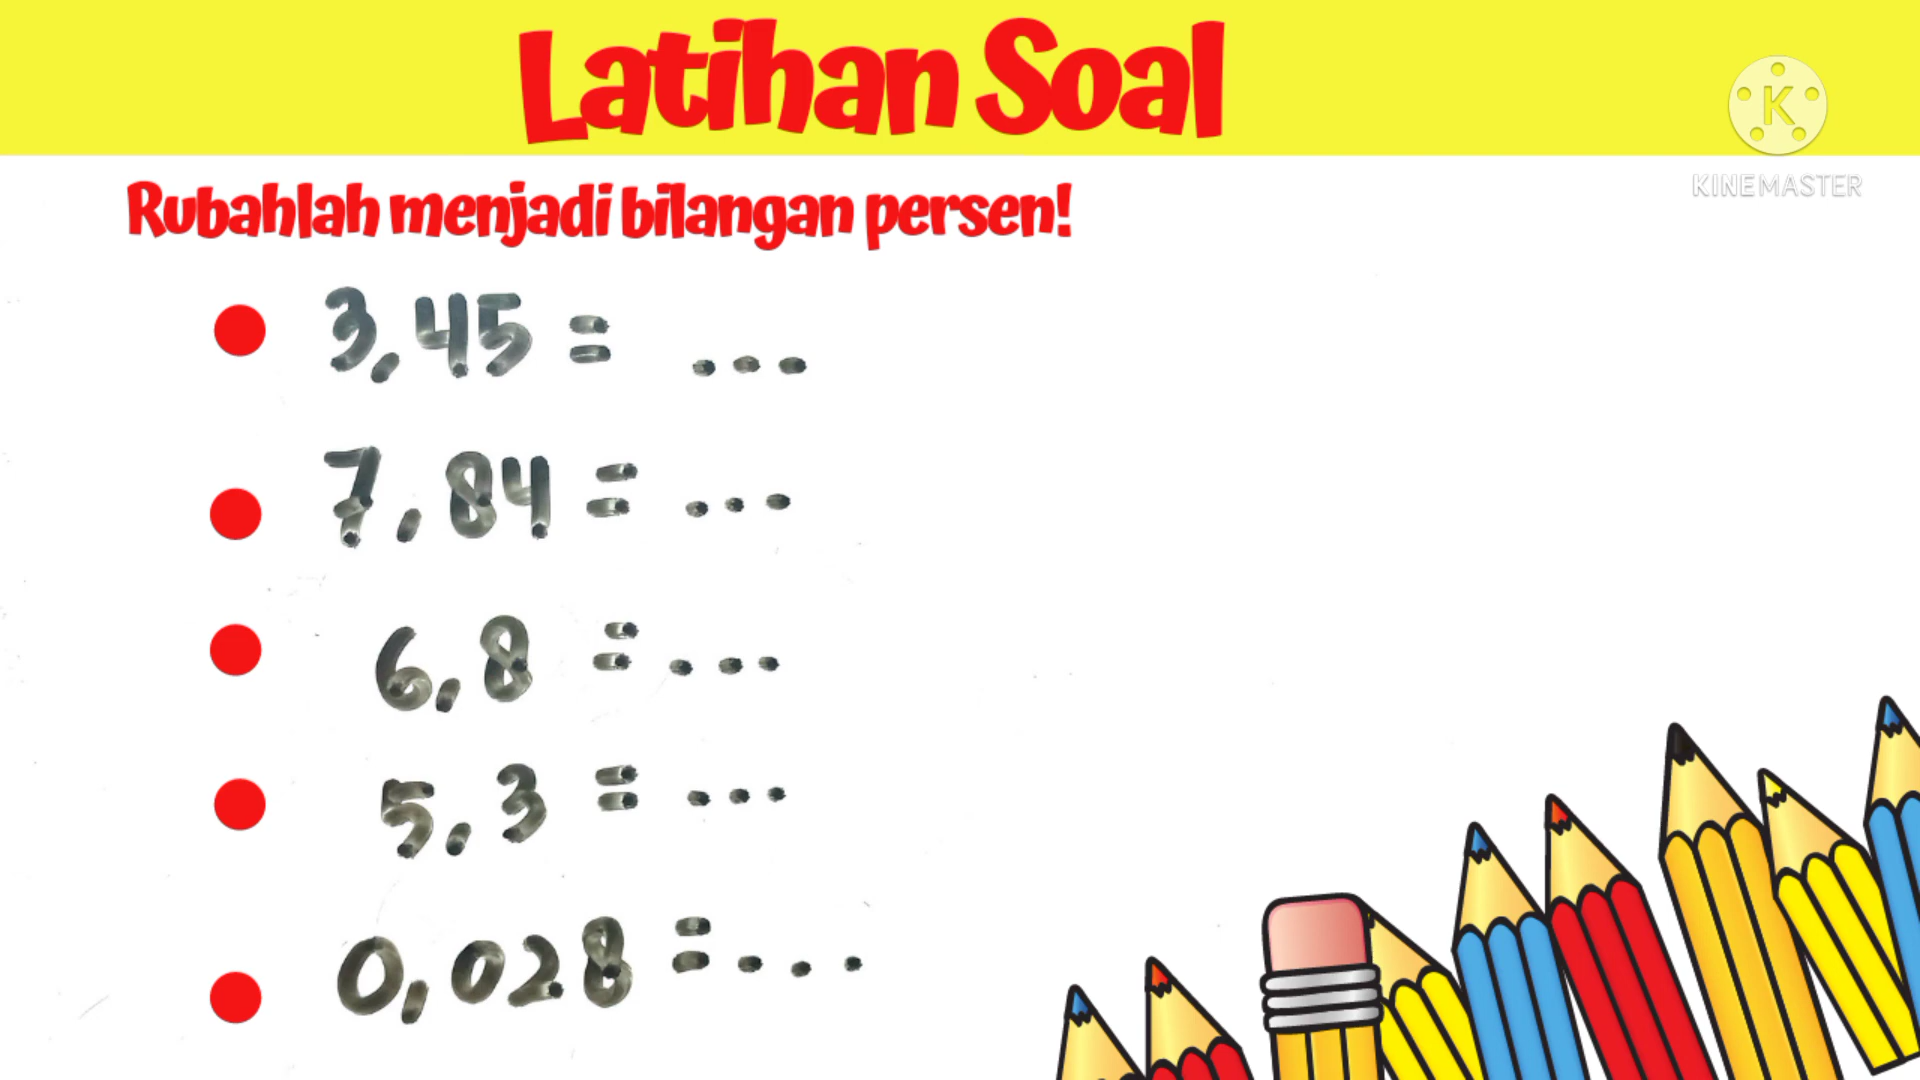 Latihan Soal
K
KINEMASTER
Rubahlah menjadi bilangan persen!
3,45 = ...
7,84 = ...
6,8 = ...
5,3 = ...
0,028 = ...